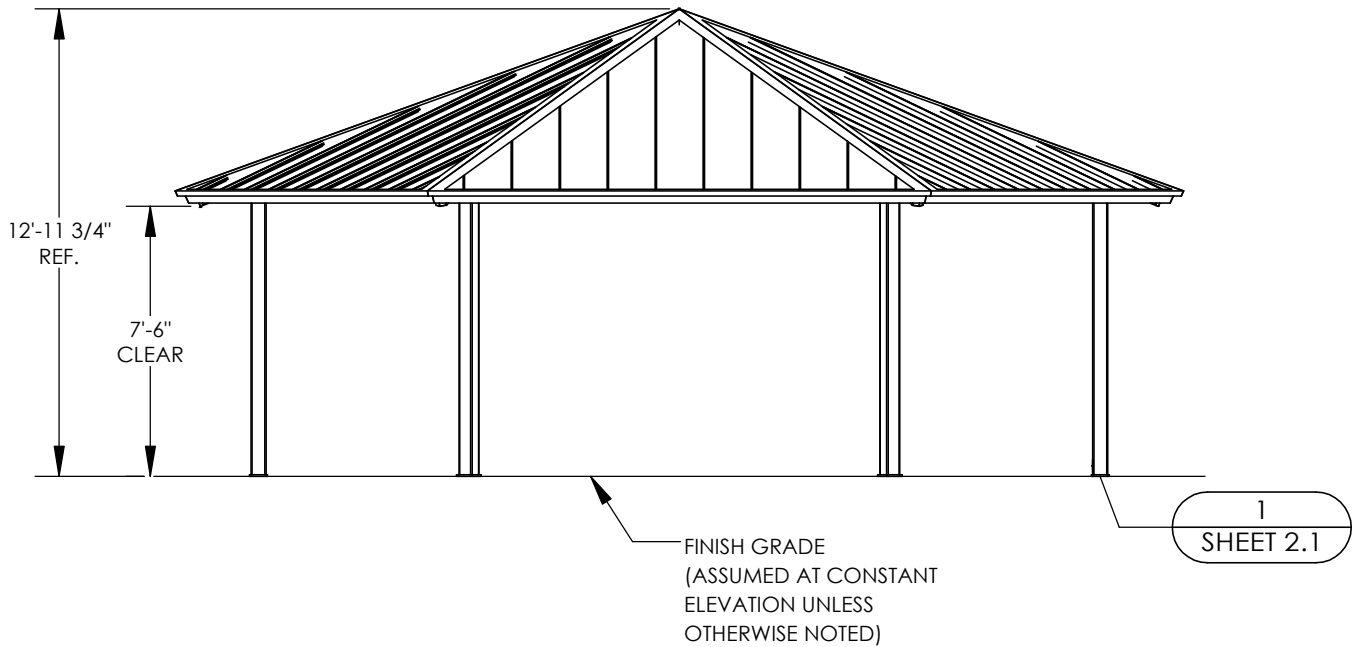 12'-11 3/4"
REF.
7'-6"
CLEAR
FINISH GRADE
(ASSUMED AT CONSTANT
ELEVATION UNLESS
OTHERWISE NOTED)
1
SHEET 2.1